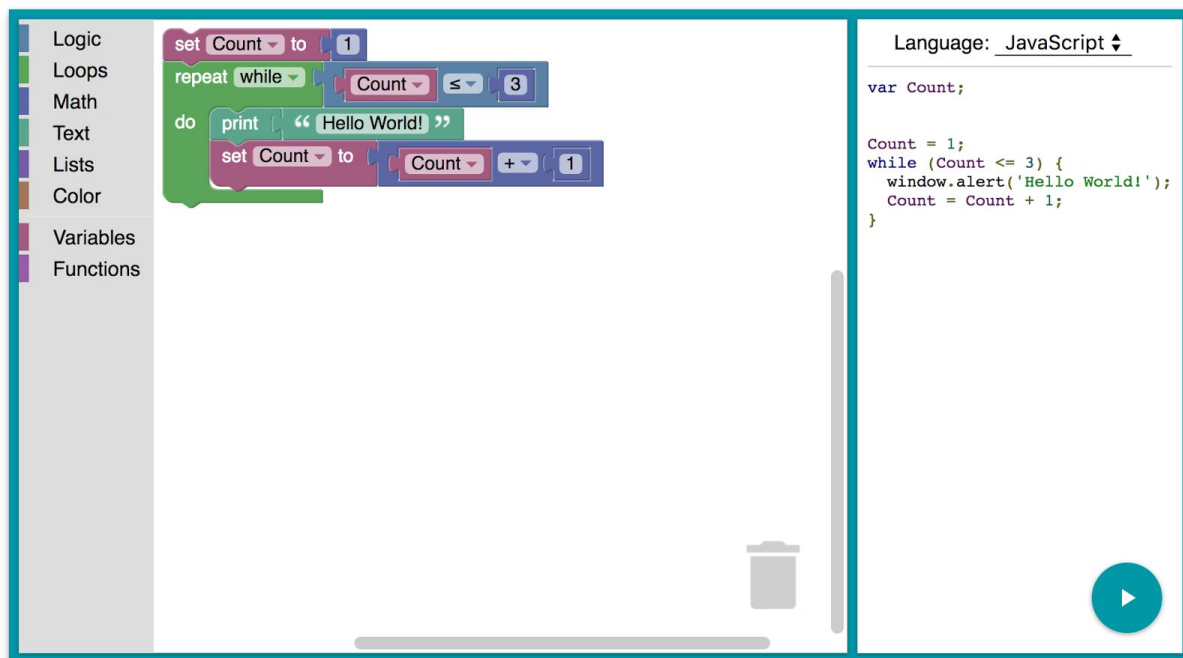 Logic
Loops
Math
Text
Lists
Color
Variables
Functions
set Count to 1
repeat while Count ≤ 3
do print “ Hello World! ”
set Count to Count + 1
Language: JavaScript
var Count;
Count = 1;
while (Count <= 3) {
  window.alert('Hello World!');
  Count = Count + 1;
}